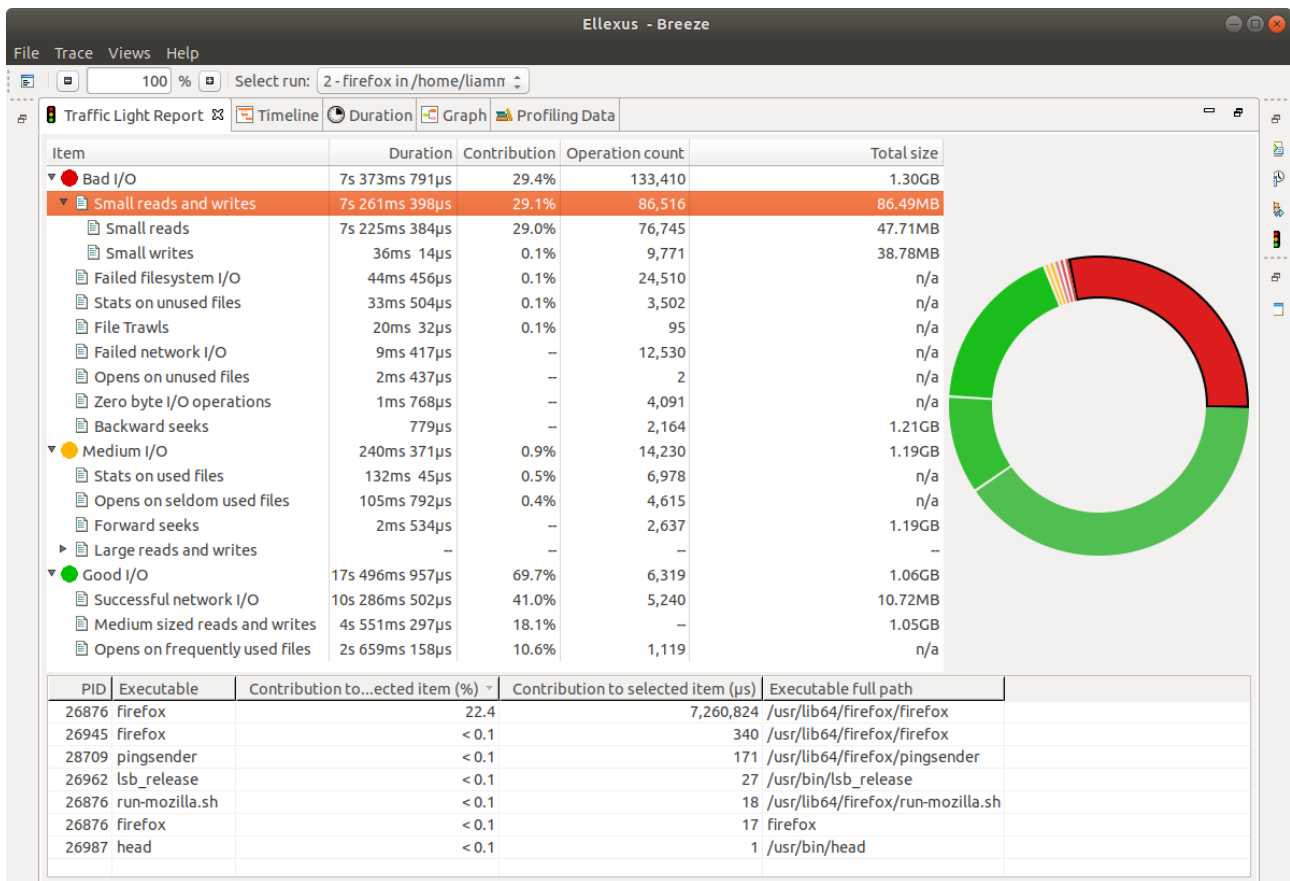 Ellexus - Breeze
File Trace Views Help
100 % Select run: 2 - firefox in /home/liamn
Traffic Light Report Timeline Duration Graph Profiling Data
Item Duration Contribution Operation count Total size
Bad I/O 7s 373ms 791µs 29.4% 133,410 1.30GB
Small reads and writes 7s 261ms 398µs 29.1% 86,516 86.49MB
Small reads 7s 225ms 384µs 29.0% 76,745 47.71MB
Small writes 36ms 14µs 0.1% 9,771 38.78MB
Failed filesystem I/O 44ms 456µs 0.1% 24,510 n/a
Stats on unused files 33ms 504µs 0.1% 3,502 n/a
File Trawls 20ms 32µs 0.1% 95 n/a
Failed network I/O 9ms 417µs -- 12,530 n/a
Opens on unused files 2ms 437µs -- 2 n/a
Zero byte I/O operations 1ms 768µs -- 4,091 n/a
Backward seeks 779µs -- 2,164 1.21GB
Medium I/O 240ms 371µs 0.9% 14,230 1.19GB
Stats on used files 132ms 45µs 0.5% 6,978 n/a
Opens on seldom used files 105ms 792µs 0.4% 4,615 n/a
Forward seeks 2ms 534µs -- 2,637 1.19GB
Large reads and writes -- -- -- --
Good I/O 17s 496ms 957µs 69.7% 6,319 1.06GB
Successful network I/O 10s 286ms 502µs 41.0% 5,240 10.72MB
Medium sized reads and writes 4s 551ms 297µs 18.1% -- 1.05GB
Opens on frequently used files 2s 659ms 158µs 10.6% 1,119 n/a
PID Executable Contribution to...ected item (%) Contribution to selected item (µs) Executable full path
26876 firefox 22.4 7,260,824 /usr/lib64/firefox/firefox
26945 firefox < 0.1 340 /usr/lib64/firefox/firefox
28709 pingsender < 0.1 171 /usr/lib64/firefox/pingsender
26962 lsb_release < 0.1 27 /usr/bin/lsb_release
26876 run-mozilla.sh < 0.1 18 /usr/lib64/firefox/run-mozilla.sh
26876 firefox < 0.1 17 firefox
26987 head < 0.1 1 /usr/bin/head